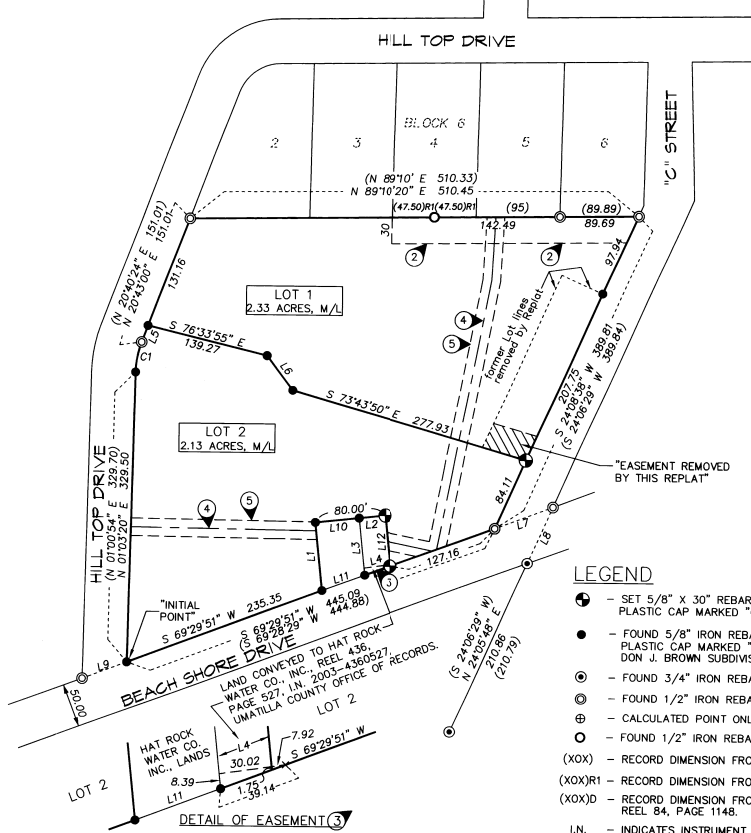 HILL TOP DRIVE
"C" STREET
BLOCK 6
2
3
4
5
6
(N 89°10' E 510.33)
N 89°10'20" E 510.45
(47.50)R1
(47.50)R1
(95)
(89.89)
142.49
89.69
30
2
2
97.94
(N 20°40'24" E 151.01)
N 20°43'00" E 151.01
131.16
LOT 1
2.33 ACRES, M/L
4
5
former Lot lines
removed by Replat
L5
C1
S 76°33'55" E
139.27
L6
S 73°43'50" E 277.93
207.75
S 24°08'38" W 389.81
(S 24°06'29" W 389.84)
LOT 2
2.13 ACRES, M/L
"EASEMENT REMOVED
BY THIS REPLAT"
84.11
HILL TOP DRIVE
(N 01°00'54" E 329.70)
N 01°03'20" E 329.50
4
5
80.00'
L10
L2
L1
L3
L12
L4
L11
3
127.16
L7
L8
"INITIAL
POINT"
S 69°29'51" W 235.35
S 69°29'51" W 445.09
(S 69°28'29" W 444.88)
L9
50.00
BEACH SHORE DRIVE
LAND CONVEYED TO HAT ROCK
WATER CO. INC., REEL 436,
PAGE 527, I.N. 2003-4360527,
UMATILLA COUNTY OFFICE OF RECORDS.
(S 24°06'29" W)
N 24°05'48" E
210.86
(210.79)
LOT 2
LOT 2
HAT ROCK
WATER CO.
INC., LANDS
L4
30.02
7.92
S 69°29'51" W
8.39
1.75
39.14
L11
DETAIL OF EASEMENT 3
LEGEND
– SET 5/8" X 30" REBAR
PLASTIC CAP MARKED "
– FOUND 5/8" IRON REBA
PLASTIC CAP MARKED "
DON J. BROWN SUBDIVIS
– FOUND 3/4" IRON REBA
– FOUND 1/2" IRON REBA
– CALCULATED POINT ONL
– FOUND 1/2" IRON REBA
(XOX) – RECORD DIMENSION FRO
(XOX)R1 – RECORD DIMENSION FRO
(XOX)D – RECORD DIMENSION FRO
REEL 84, PAGE 1148.
I.N. – INDICATES INSTRUMENT